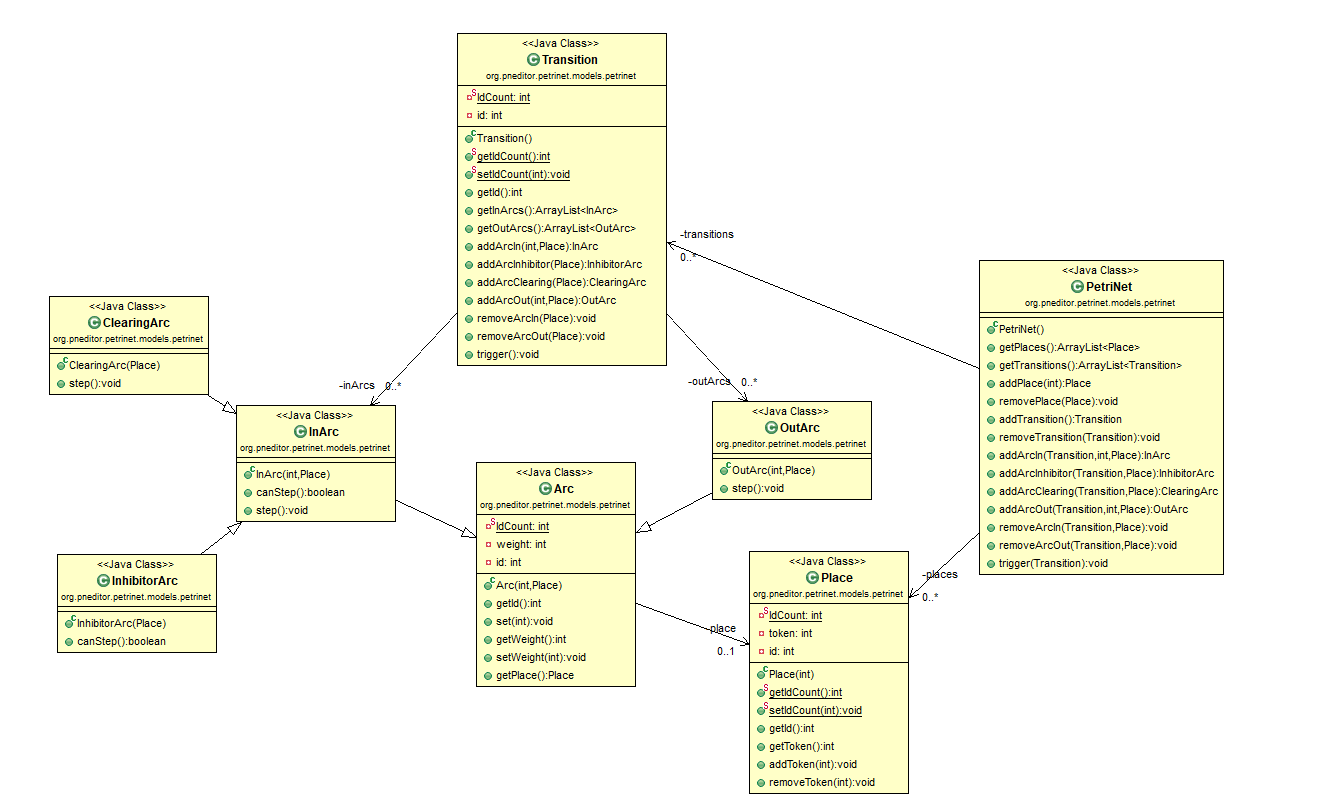 <<Java Class>>
Transition
org.pneditor.petrinet.models.petrinet
IdCount: int
id: int
Transition()
getIdCount():int
setIdCount(int):void
getId():int
getInArcs():ArrayList<InArc>
getOutArcs():ArrayList<OutArc>
addArcIn(int,Place):InArc
addArcInhibitor(Place):InhibitorArc
addArcClearing(Place):ClearingArc
addArcOut(int,Place):OutArc
removeArcIn(Place):void
removeArcOut(Place):void
trigger():void
-transitions
0..*
<<Java Class>>
PetriNet
org.pneditor.petrinet.models.petrinet
PetriNet()
getPlaces():ArrayList<Place>
getTransitions():ArrayList<Transition>
addPlace(int):Place
removePlace(Place):void
addTransition():Transition
removeTransition(Transition):void
addArcIn(Transition,int,Place):InArc
addArcInhibitor(Transition,Place):InhibitorArc
addArcClearing(Transition,Place):ClearingArc
addArcOut(Transition,int,Place):OutArc
removeArcIn(Transition,Place):void
removeArcOut(Transition,Place):void
trigger(Transition):void
<<Java Class>>
ClearingArc
org.pneditor.petrinet.models.petrinet
ClearingArc(Place)
step():void
-inArcs 0..*
-outArcs 0..*
<<Java Class>>
InArc
org.pneditor.petrinet.models.petrinet
InArc(int,Place)
canStep():boolean
step():void
<<Java Class>>
OutArc
org.pneditor.petrinet.models.petrinet
OutArc(int,Place)
step():void
<<Java Class>>
Arc
org.pneditor.petrinet.models.petrinet
IdCount: int
weight: int
id: int
Arc(int,Place)
getId():int
set(int):void
getWeight():int
setWeight(int):void
getPlace():Place
<<Java Class>>
InhibitorArc
org.pneditor.petrinet.models.petrinet
InhibitorArc(Place)
canStep():boolean
-place
0..1
-places
0..*
<<Java Class>>
Place
org.pneditor.petrinet.models.petrinet
IdCount: int
token: int
id: int
Place(int)
getIdCount():int
setIdCount(int):void
getId():int
getToken():int
addToken(int):void
removeToken(int):void